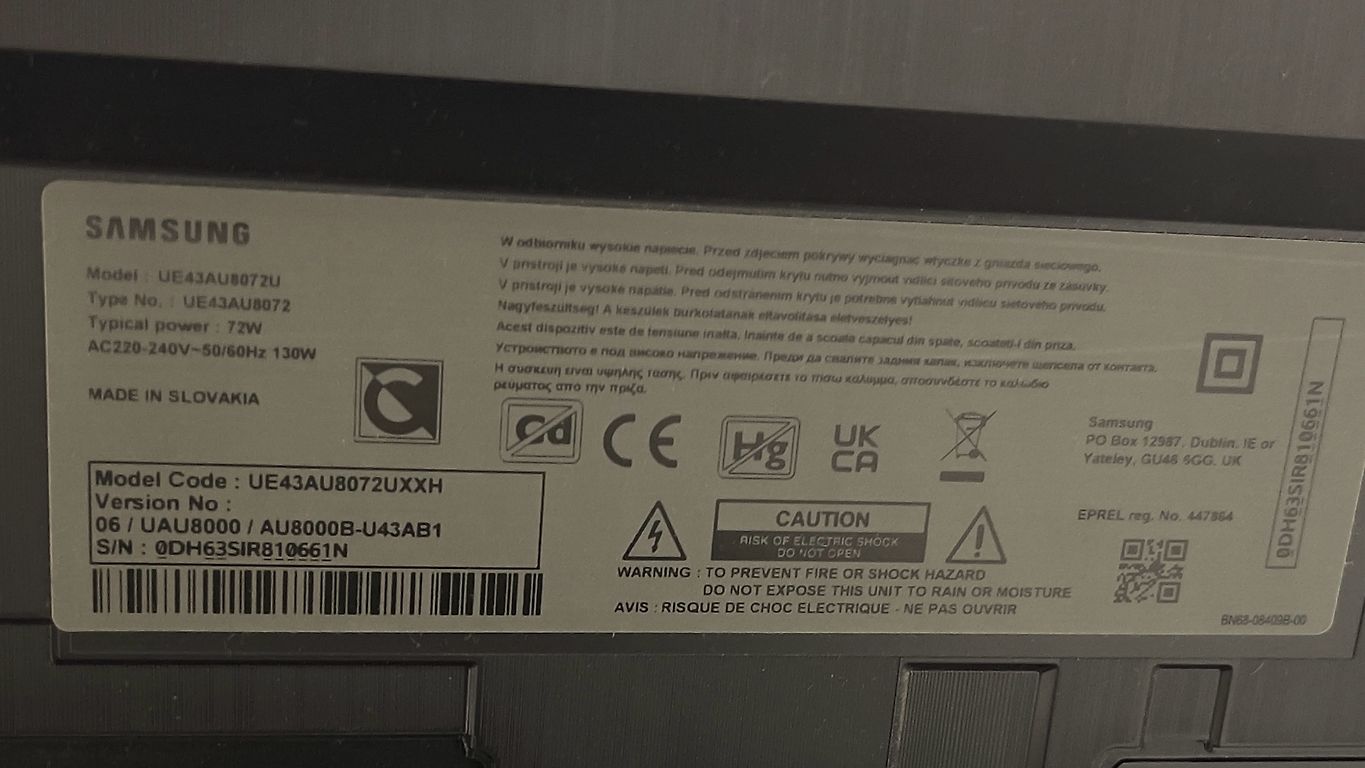 SAMSUNG
Model : UE43AU8072U
Type No. : UE43AU8072
Typical power : 72W
AC220-240V~50/60Hz 130W
MADE IN SLOVAKIA
Model Code : UE43AU8072UXXH
Version No :
06 / UAU8000 / AU8000B-U43AB1
S/N : 0DH63SIR810661N
W odbiorniku wysokie napięcie. Przed zdjęciem pokrywy wyciągnąć wtyczkę z gniazda sieciowego.
V přístroji je vysoké napětí. Před odejmutím krytu nutno vyjmout vidlici síťového přívodu ze zásuvky.
V prístroji je vysoké napätie. Pred odstránením krytu je potrebné vytiahnuť vidlicu sieťového prívodu.
Nagyfeszültség! A készülék burkolatának eltávolítása életveszélyes!
Acest dispozitiv este de tensiune înaltă. Înainte de a scoate capacul din spate, scoateţi-l din priză.
Устройството е под високо напрежение. Преди да свалите задния капак, изключете щепсела от контакта.
Η συσκευή είναι υψηλής τάσης. Πριν αφαιρέσετε το πίσω κάλυμμα, αποσυνδέστε το καλώδιο
ρεύματος από την πρίζα.
Cd
CE
Hg
UK
CA
Samsung
PO Box 12987, Dublin. IE or
Yateley, GU46 6GG. UK
EPREL reg. No. 447864
CAUTION
RISK OF ELECTRIC SHOCK
DO NOT OPEN
WARNING : TO PREVENT FIRE OR SHOCK HAZARD
DO NOT EXPOSE THIS UNIT TO RAIN OR MOISTURE
AVIS : RISQUE DE CHOC ELECTRIQUE - NE PAS OUVRIR
BN68-08409B-00
0DH63SIR810661N